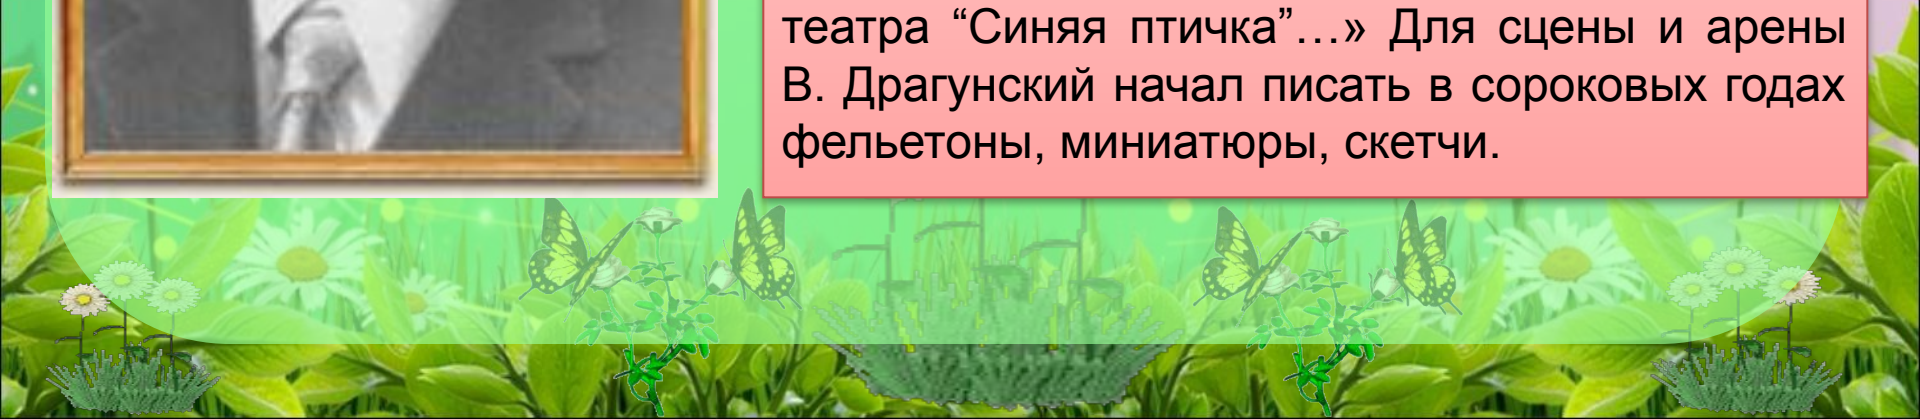 театра “Синяя птичка”…» Для сцены и арены
В. Драгунский начал писать в сороковых годах
фельетоны, миниатюры, скетчи.